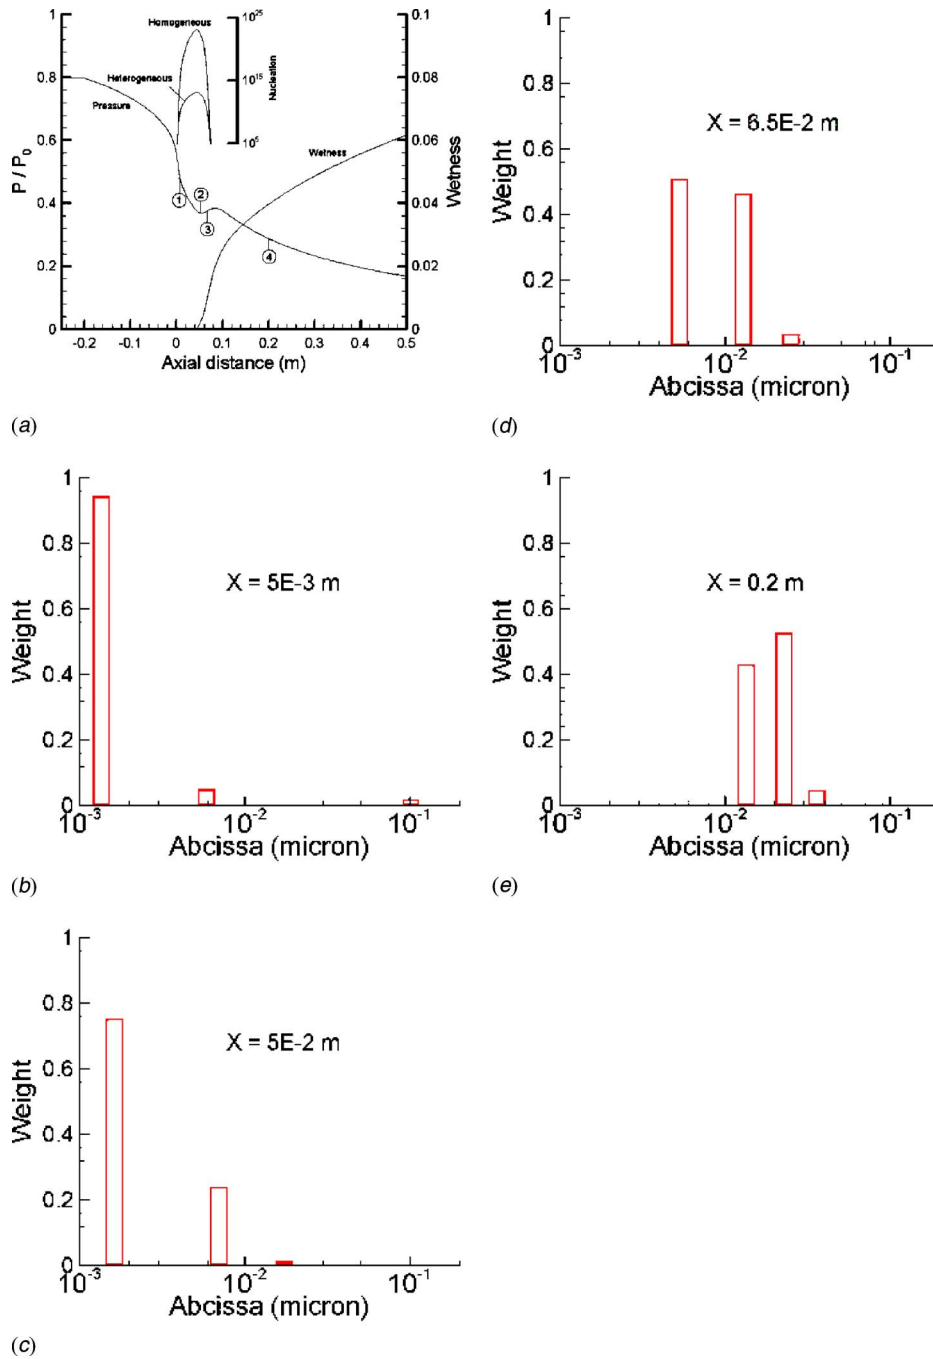 1
0.8
0.6
0.4
0.2
0
P / P0
-0.2 -0.1 0 0.1 0.2 0.3 0.4 0.5
Axial distance (m)
0.1
0.08
0.06
0.04
0.02
0
Wetness
10^25
10^15
10^5
Nucleation
Homogeneous
Heterogeneous
Pressure
Wetness
1
2
3
4
(a)
1
0.8
0.6
0.4
0.2
0
Weight
X = 5E-3 m
10^-3 10^-2 10^-1
Abcissa (micron)
(b)
1
0.8
0.6
0.4
0.2
0
Weight
X = 5E-2 m
10^-3 10^-2 10^-1
Abcissa (micron)
(c)
1
0.8
0.6
0.4
0.2
0
Weight
X = 6.5E-2 m
10^-3 10^-2 10^-1
Abcissa (micron)
(d)
1
0.8
0.6
0.4
0.2
0
Weight
X = 0.2 m
10^-3 10^-2 10^-1
Abcissa (micron)
(e)